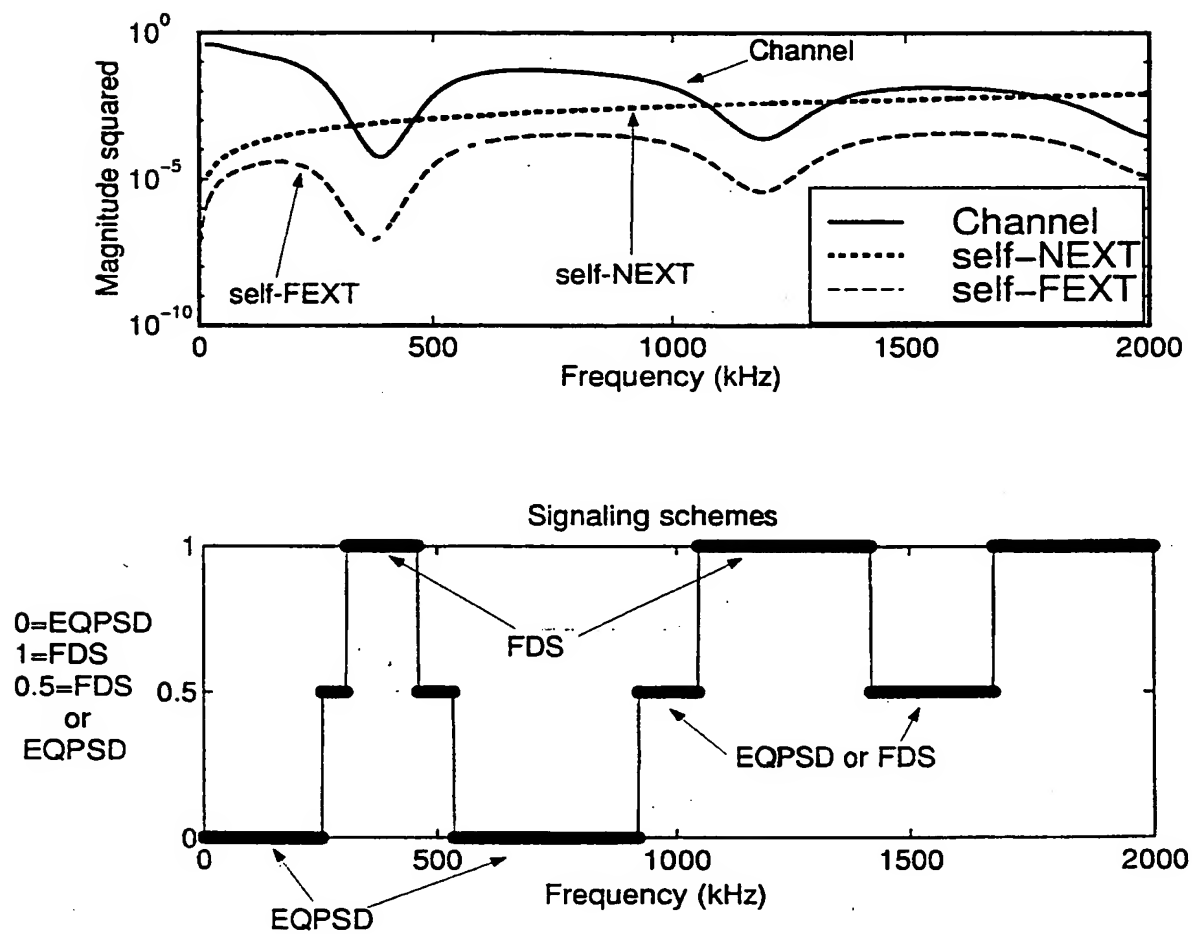 10^0
10^-5
10^-10
Magnitude squared
Channel
self-FEXT
self-NEXT
Channel
self-NEXT
self-FEXT
0
500
1000
1500
2000
Frequency (kHz)
Signaling schemes
0=EQPSD
1=FDS
0.5=FDS
or
EQPSD
1
0.5
0
FDS
EQPSD or FDS
0
500
1000
1500
2000
Frequency (kHz)
EQPSD